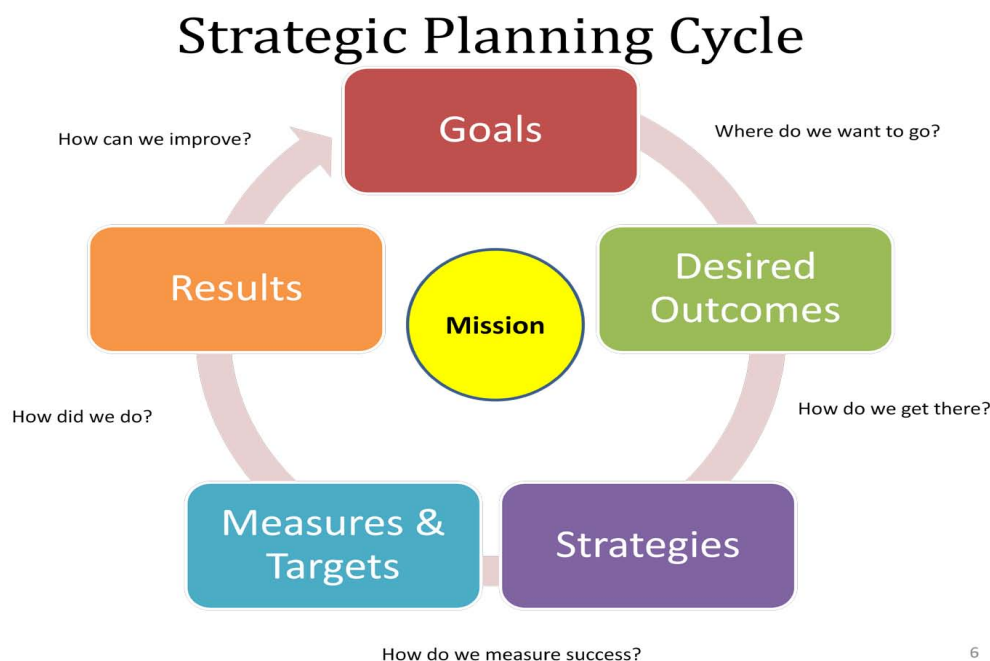 Strategic Planning Cycle
Goals
Where do we want to go?
Desired
Outcomes
How do we get there?
Strategies
How do we measure success?
Measures &
Targets
How did we do?
Results
How can we improve?
Mission
6